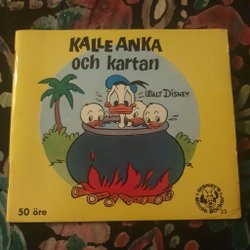 KALLE ANKA
och kartan
WALT DISNEY
50 öre